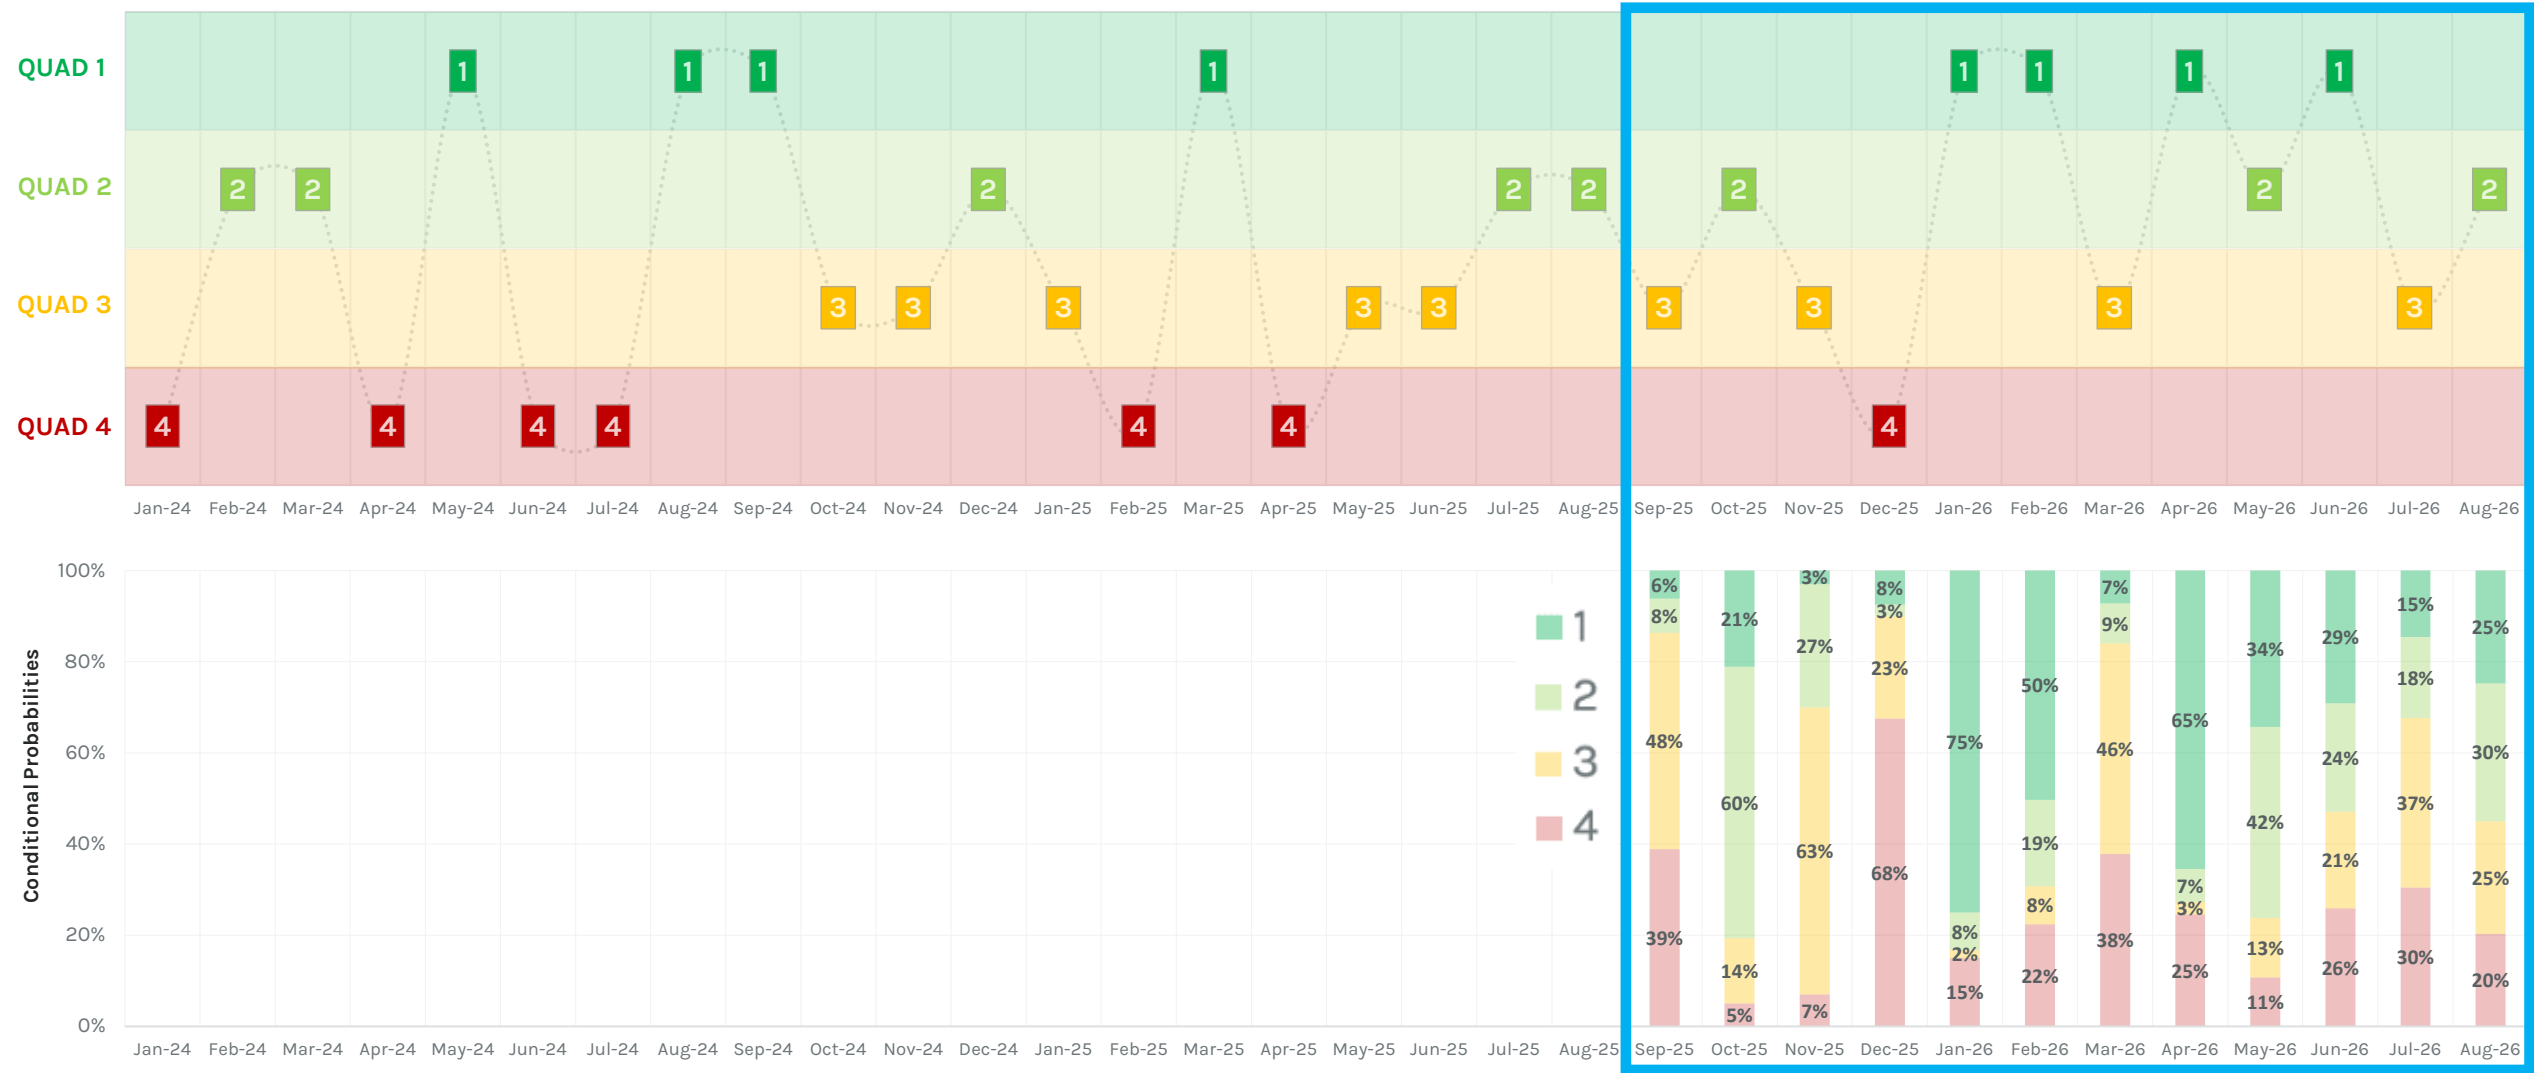 QUAD 1
1 1 1 1 1 1 1 1
QUAD 2
2 2 2 2 2 2 2 2
QUAD 3
3 3 3 3 3 3 3 3 3
QUAD 4
4 4 4 4 4 4 4
Jan-24 Feb-24 Mar-24 Apr-24 May-24 Jun-24 Jul-24 Aug-24 Sep-24 Oct-24 Nov-24 Dec-24 Jan-25 Feb-25 Mar-25 Apr-25 May-25 Jun-25 Jul-25 Aug-25 Sep-25 Oct-25 Nov-25 Dec-25 Jan-26 Feb-26 Mar-26 Apr-26 May-26 Jun-26 Jul-26 Aug-26
Conditional Probabilities
100%
80%
60%
40%
20%
0%
1
2
3
4
6% 8% 48% 39%
21% 60% 14% 5%
3% 27% 63% 7%
8% 3% 23% 68%
75% 8% 2% 15%
50% 19% 8% 22%
7% 9% 46% 38%
65% 7% 3% 25%
34% 42% 13% 11%
29% 24% 21% 26%
15% 18% 37% 30%
25% 30% 25% 20%
Jan-24 Feb-24 Mar-24 Apr-24 May-24 Jun-24 Jul-24 Aug-24 Sep-24 Oct-24 Nov-24 Dec-24 Jan-25 Feb-25 Mar-25 Apr-25 May-25 Jun-25 Jul-25 Aug-25 Sep-25 Oct-25 Nov-25 Dec-25 Jan-26 Feb-26 Mar-26 Apr-26 May-26 Jun-26 Jul-26 Aug-26